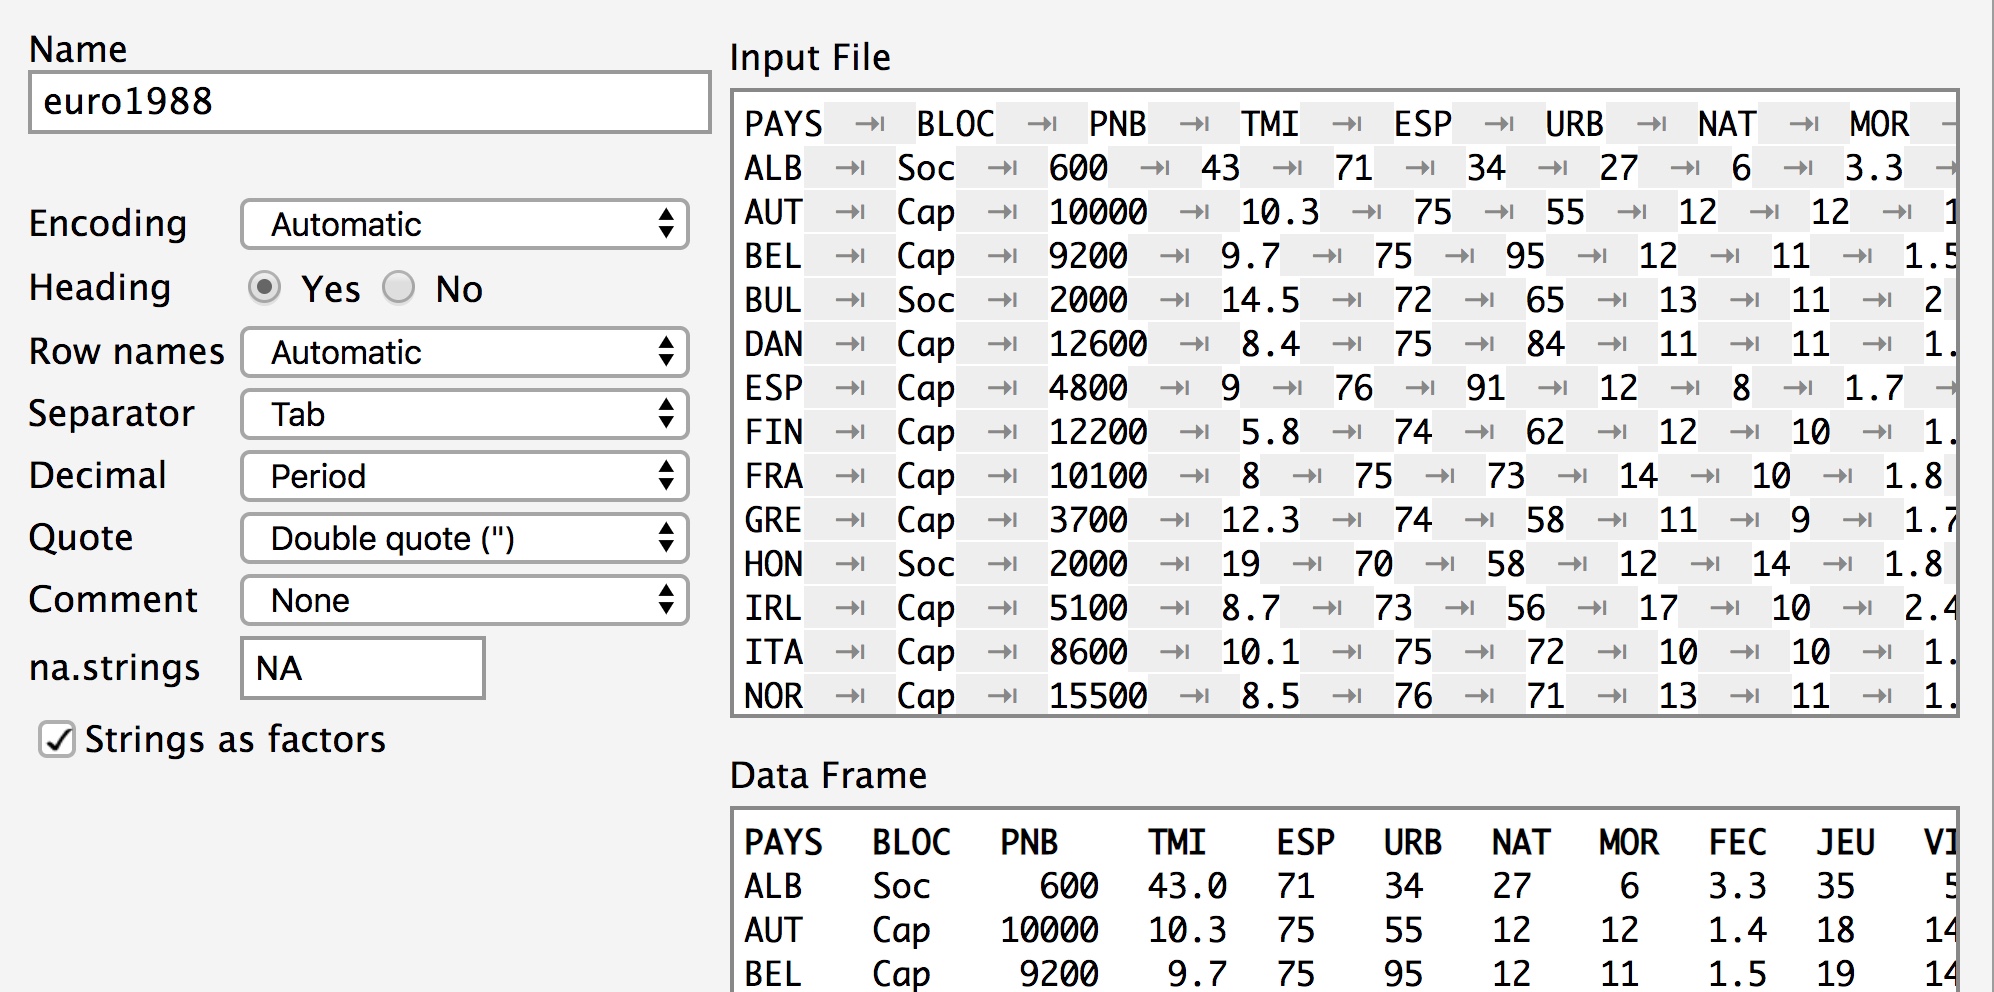 Name
euro1988
Encoding Automatic
Heading Yes No
Row names Automatic
Separator Tab
Decimal Period
Quote Double quote (")
Comment None
na.strings NA
Strings as factors
Input File
PAYS → BLOC → PNB → TMI → ESP → URB → NAT → MOR
ALB → Soc → 600 → 43 → 71 → 34 → 27 → 6 → 3.3 →
AUT → Cap → 10000 → 10.3 → 75 → 55 → 12 → 12 →
BEL → Cap → 9200 → 9.7 → 75 → 95 → 12 → 11 → 1.5
BUL → Soc → 2000 → 14.5 → 72 → 65 → 13 → 11 → 2
DAN → Cap → 12600 → 8.4 → 75 → 84 → 11 → 11 → 1.
ESP → Cap → 4800 → 9 → 76 → 91 → 12 → 8 → 1.7 →
FIN → Cap → 12200 → 5.8 → 74 → 62 → 12 → 10 → 1.
FRA → Cap → 10100 → 8 → 75 → 73 → 14 → 10 → 1.8
GRE → Cap → 3700 → 12.3 → 74 → 58 → 11 → 9 → 1.7
HON → Soc → 2000 → 19 → 70 → 58 → 12 → 14 → 1.8
IRL → Cap → 5100 → 8.7 → 73 → 56 → 17 → 10 → 2.4
ITA → Cap → 8600 → 10.1 → 75 → 72 → 10 → 10 → 1.
NOR → Cap → 15500 → 8.5 → 76 → 71 → 13 → 11 → 1.
Data Frame
PAYS BLOC PNB TMI ESP URB NAT MOR FEC JEU VI
ALB Soc 600 43.0 71 34 27 6 3.3 35 5
AUT Cap 10000 10.3 75 55 12 12 1.4 18 14
BEL Cap 9200 9.7 75 95 12 11 1.5 19 14